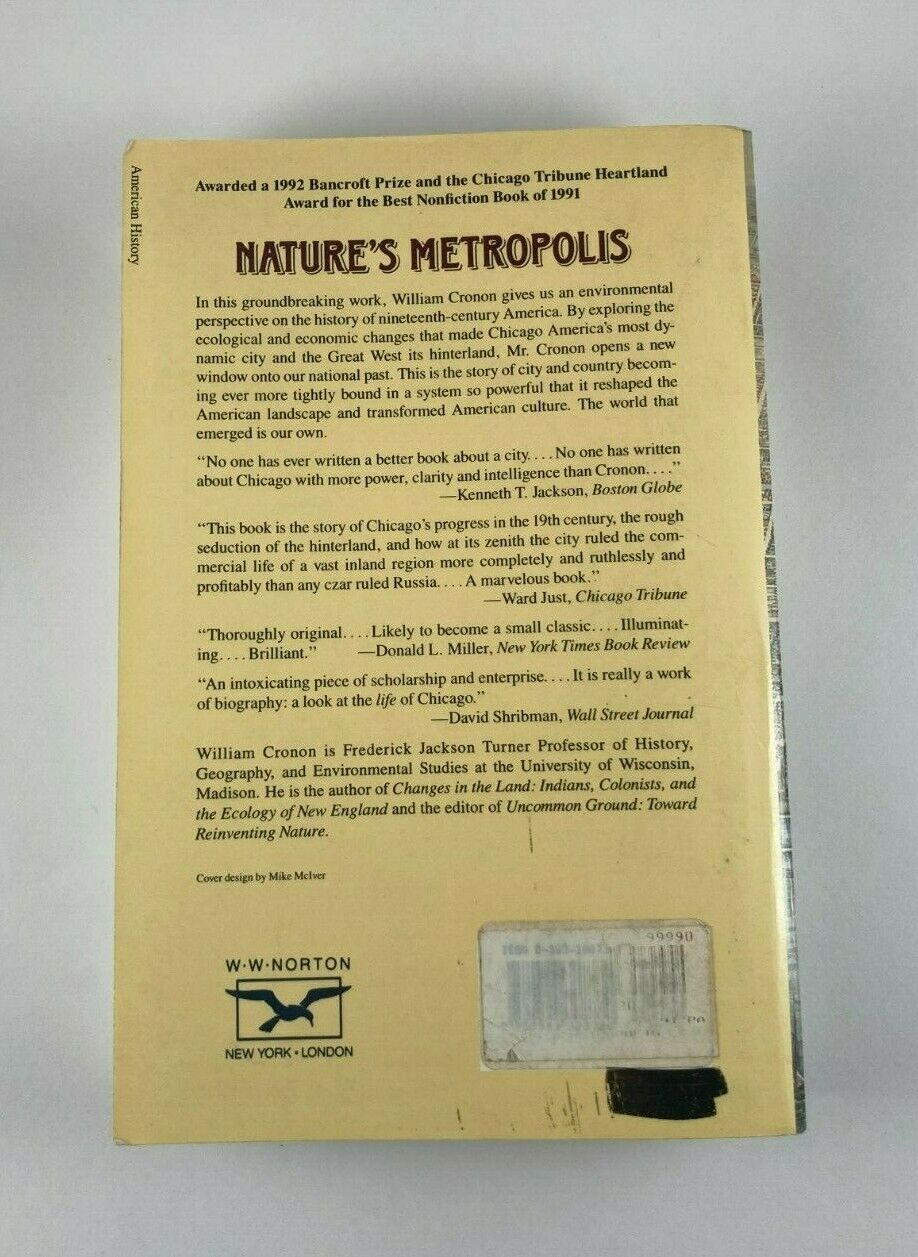 American History
Awarded a 1992 Bancroft Prize and the Chicago Tribune Heartland
Award for the Best Nonfiction Book of 1991
NATURE'S METROPOLIS
In this groundbreaking work, William Cronon gives us an environmental
perspective on the history of nineteenth-century America. By exploring the
ecological and economic changes that made Chicago America's most dy-
namic city and the Great West its hinterland, Mr. Cronon opens a new
window onto our national past. This is the story of city and country becom-
ing ever more tightly bound in a system so powerful that it reshaped the
American landscape and transformed American culture. The world that
emerged is our own.
"No one has ever written a better book about a city....No one has written
about Chicago with more power, clarity and intelligence than Cronon...."
—Kenneth T. Jackson, Boston Globe
"This book is the story of Chicago's progress in the 19th century, the rough
seduction of the hinterland, and how at its zenith the city ruled the com-
mercial life of a vast inland region more completely and ruthlessly and
profitably than any czar ruled Russia....A marvelous book."
—Ward Just, Chicago Tribune
"Thoroughly original....Likely to become a small classic....Illuminat-
ing....Brilliant." —Donald L. Miller, New York Times Book Review
"An intoxicating piece of scholarship and enterprise....It is really a work
of biography: a look at the life of Chicago."
—David Shribman, Wall Street Journal
William Cronon is Frederick Jackson Turner Professor of History,
Geography, and Environmental Studies at the University of Wisconsin,
Madison. He is the author of Changes in the Land: Indians, Colonists, and
the Ecology of New England and the editor of Uncommon Ground: Toward
Reinventing Nature.
Cover design by Mike McIver
W·W·NORTON
NEW YORK·LONDON
99990